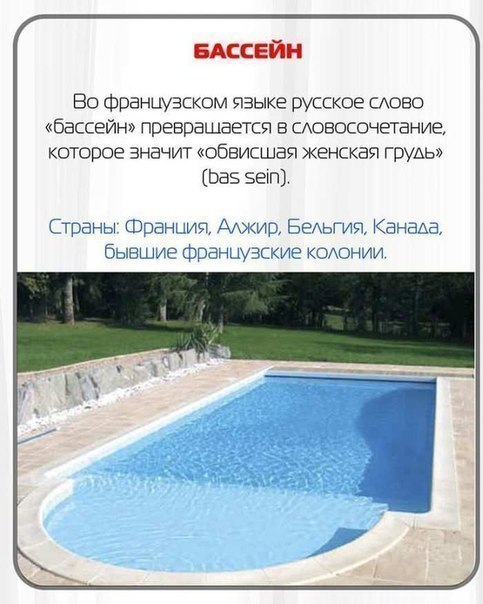 БАССЕЙН
Во французском языке русское слово
«бассейн» превращается в словосочетание,
которое значит «обвисшая женская грудь»
(bas sein).
Страны: Франция, Алжир, Бельгия, Канада,
бывшие французские колонии.